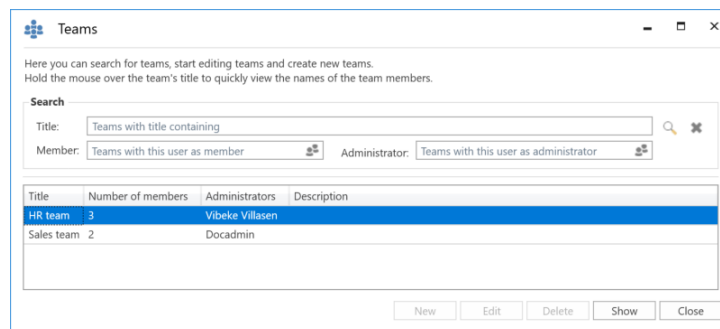 Teams
Here you can search for teams, start editing teams and create new teams.
Hold the mouse over the team's title to quickly view the names of the team members.
Search
Title: Teams with title containing
Member: Teams with this user as member Administrator: Teams with this user as administrator
Title Number of members Administrators Description
HR team 3 Vibeke Villasen
Sales team 2 Docadmin
New Edit Delete Show Close